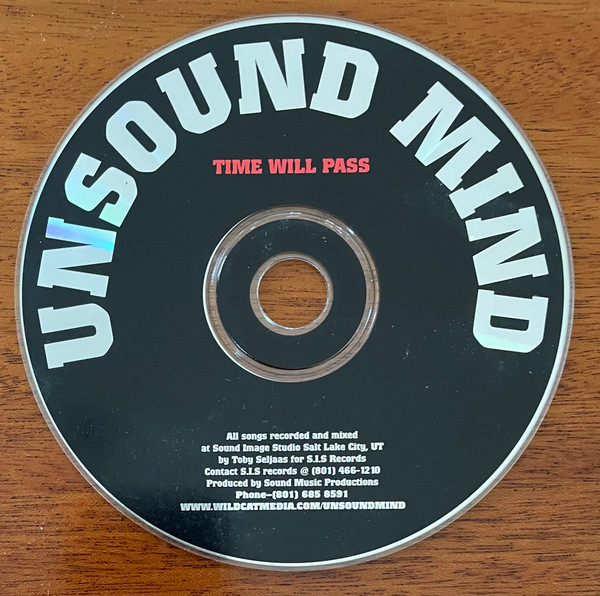 UNSOUND MIND
TIME WILL PASS
All songs recorded and mixed
at Sound Image Studio Salt Lake City, UT
by Toby Seljaas for S.I.S Records
Contact S.I.S records @ (801) 466-1210
Produced by Sound Music Productions
Phone-(801) 685 8591
WWW.WILDCATMEDIA.COM/UNSOUNDMIND